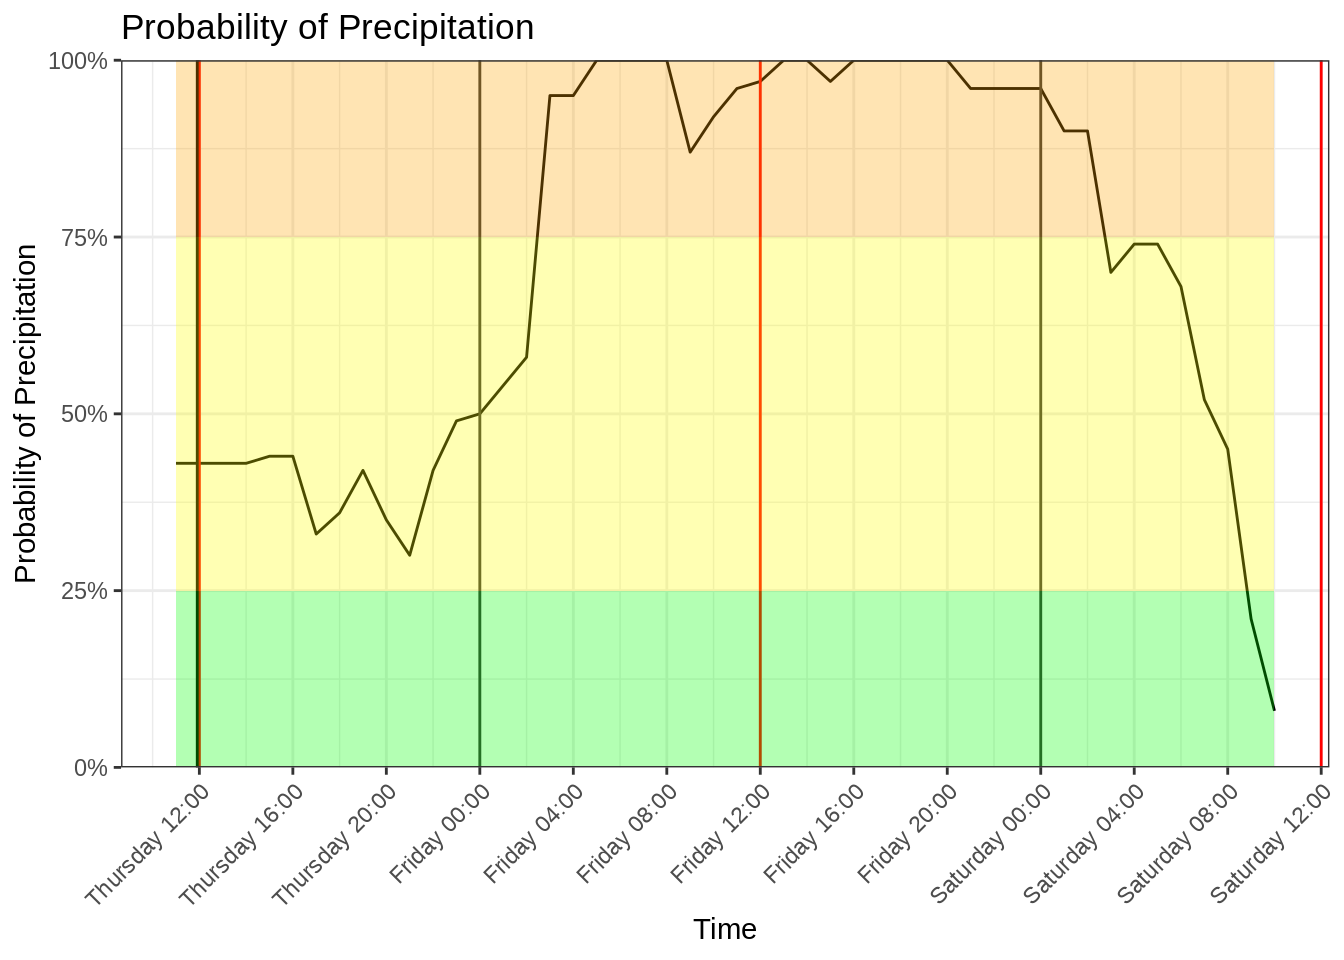 Probability of Precipitation
Probability of Precipitation
100%
75%
50%
25%
0%
Thursday 12:00
Thursday 16:00
Thursday 20:00
Friday 00:00
Friday 04:00
Friday 08:00
Friday 12:00
Friday 16:00
Friday 20:00
Saturday 00:00
Saturday 04:00
Saturday 08:00
Saturday 12:00
Time